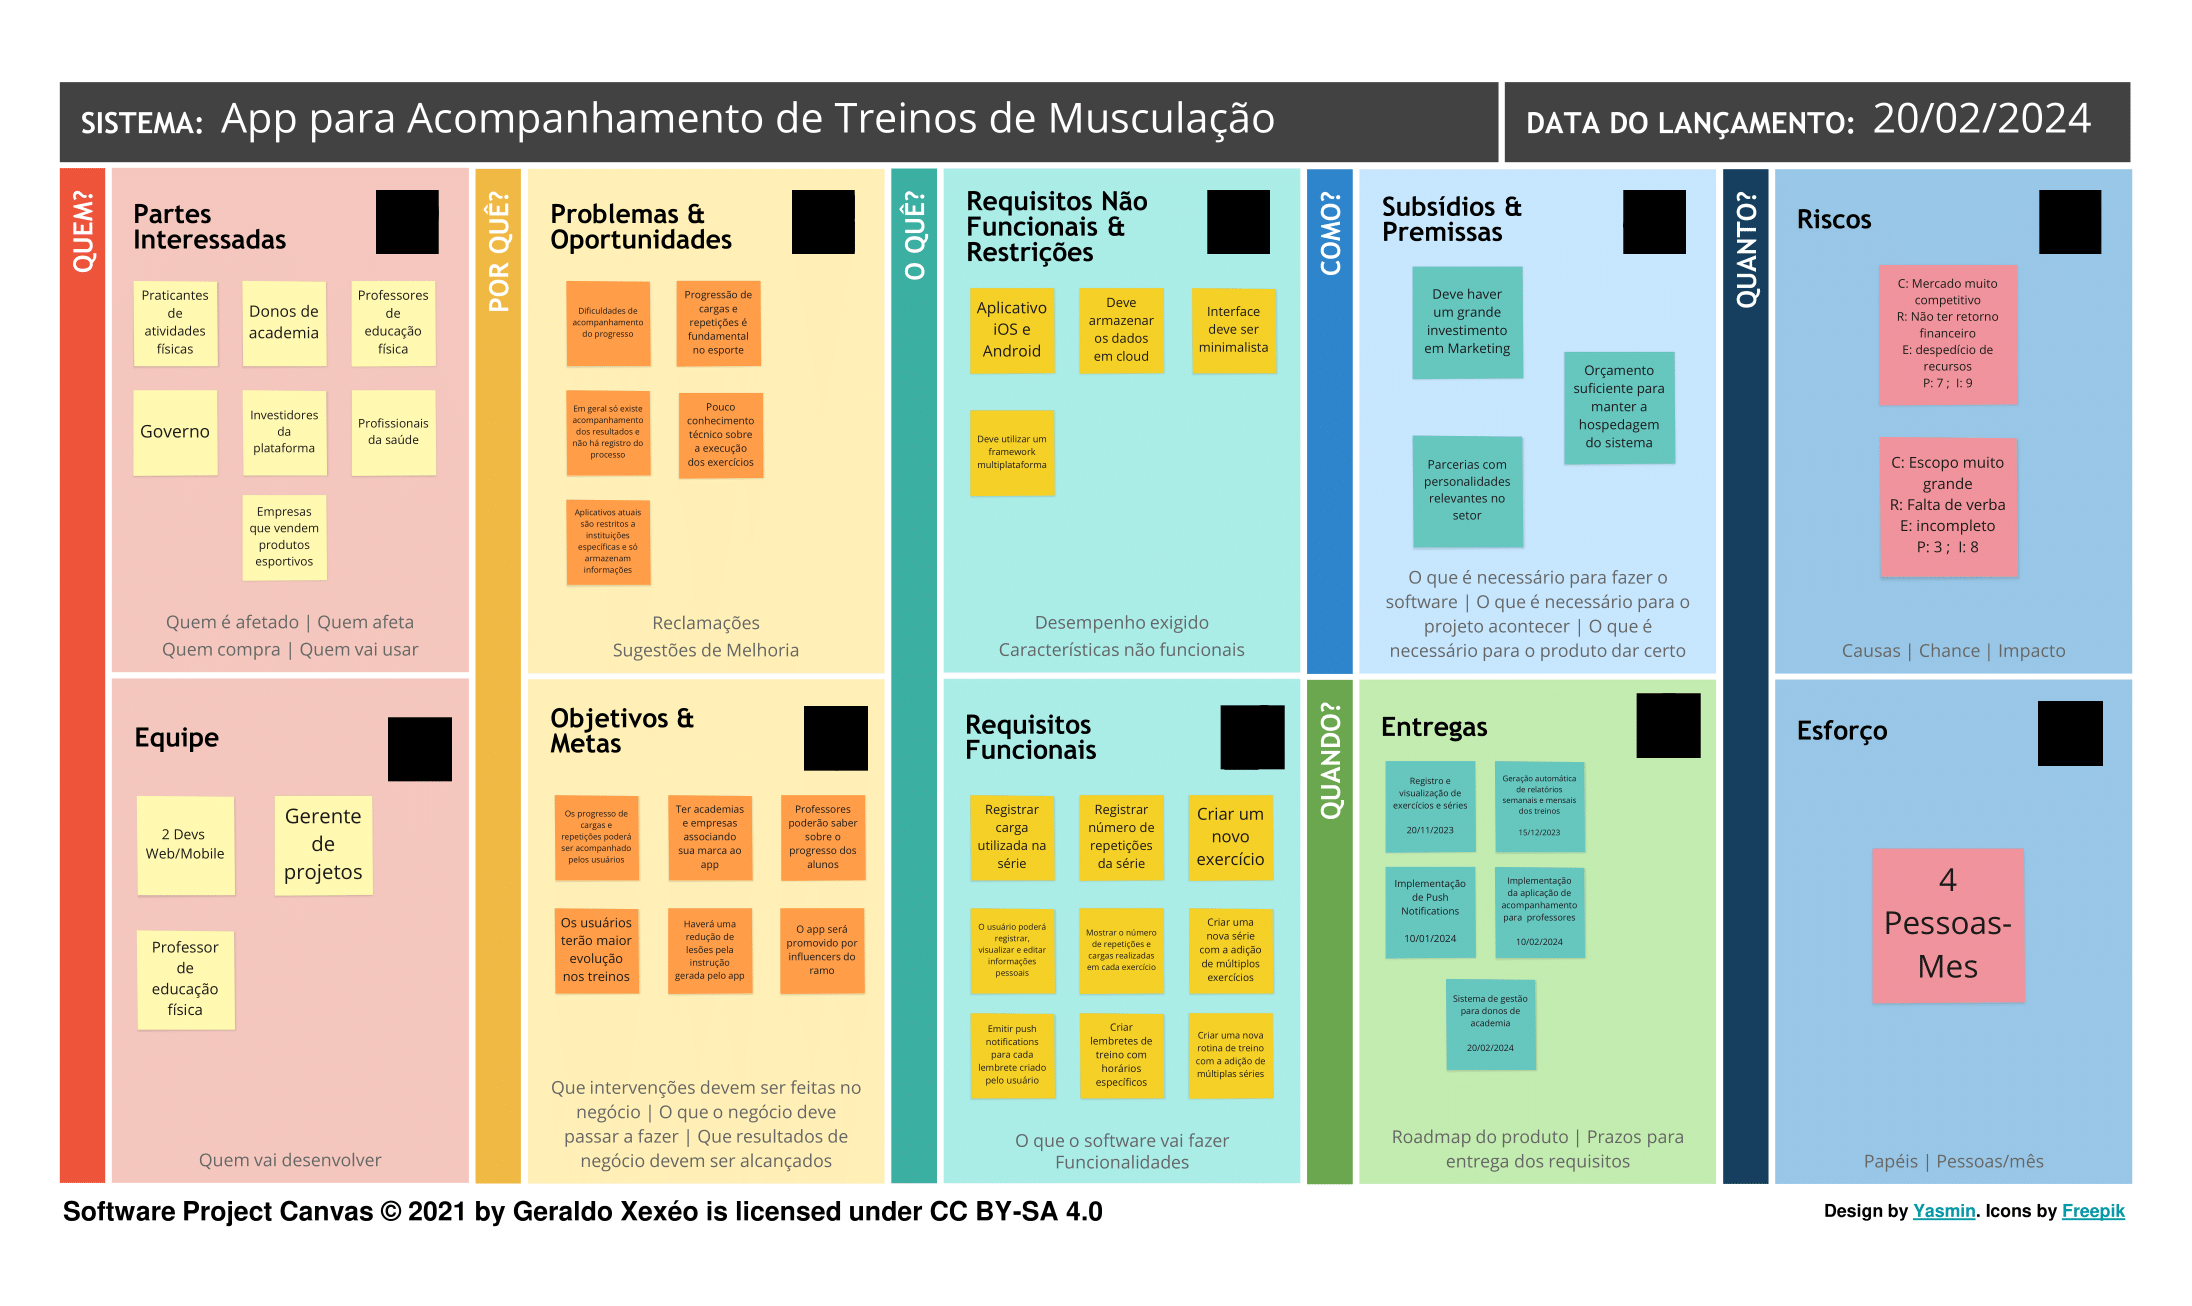 SISTEMA: App para Acompanhamento de Treinos de Musculação
DATA DO LANÇAMENTO: 20/02/2024
QUEM?
Partes
Interessadas
Praticantes
de
atividades
físicas
Donos de
academia
Professores
de
educação
física
Governo
Investidores
da
plataforma
Profissionais
da saúde
Empresas
que vendem
produtos
esportivos
Quem é afetado | Quem afeta
Quem compra | Quem vai usar
Equipe
2 Devs
Web/Mobile
Gerente
de
projetos
Professor
de
educação
física
Quem vai desenvolver
POR QUÊ?
Problemas &
Oportunidades
Dificuldades de
acompanhamento
do progresso
Progressão de
cargas e
repetições é
fundamental
no esporte
Em geral só existe
acompanhamento
dos resultados e
não há registro do
processo
Pouco
conhecimento
técnico sobre
a execução
dos exercícios
Aplicativos atuais
são restritos a
instituições
específicas e só
armazenam
informações
Reclamações
Sugestões de Melhoria
Objetivos &
Metas
Os progresso de
cargas e
repetições poderá
ser acompanhado
pelos usuários
Ter academias
e empresas
associando
sua marca ao
app
Professores
poderão saber
sobre o
progresso dos
alunos
Os usuários
terão maior
evolução
nos treinos
Haverá uma
redução de
lesões pela
instrução
gerada pelo app
O app será
promovido por
influencers do
ramo
Que intervenções devem ser feitas no
negócio | O que o negócio deve
passar a fazer | Que resultados de
negócio devem ser alcançados
O QUÊ?
Requisitos Não
Funcionais &
Restrições
Aplicativo
iOS e
Android
Deve
armazenar
os dados
em cloud
Interface
deve ser
minimalista
Deve utilizar um
framework
multiplataforma
Desempenho exigido
Características não funcionais
Requisitos
Funcionais
Registrar
carga
utilizada na
série
Registrar
número de
repetições
da série
Criar um
novo
exercício
O usuário poderá
registrar,
visualizar e editar
informações
pessoais
Mostrar o número
de repetições e
cargas realizadas
em cada exercício
Criar uma
nova série
com a adição
de múltiplos
exercícios
Emitir push
notifications
para cada
lembrete criado
pelo usuário
Criar
lembretes de
treino com
horários
específicos
Criar uma nova
rotina de treino
com a adição de
múltiplas séries
O que o software vai fazer
Funcionalidades
COMO?
Subsídios &
Premissas
Deve haver
um grande
investimento
em Marketing
Orçamento
suficiente para
manter a
hospedagem
do sistema
Parcerias com
personalidades
relevantes no
setor
O que é necessário para fazer o
software | O que é necessário para o
projeto acontecer | O que é
necessário para o produto dar certo
QUANDO?
Entregas
Registro e
visualização de
exercícios e séries
20/11/2023
Geração automática
de relatórios
semanais e mensais
dos treinos
15/12/2023
Implementação
de Push
Notifications
10/01/2024
Implementação
da aplicação de
acompanhamento
para professores
10/02/2024
Sistema de gestão
para donos de
academia
20/02/2024
Roadmap do produto | Prazos para
entrega dos requisitos
QUANTO?
Riscos
C: Mercado muito
competitivo
R: Não ter retorno
financeiro
E: despedício de
recursos
P: 7 ; I: 9
C: Escopo muito
grande
R: Falta de verba
E: incompleto
P: 3 ; I: 8
Causas | Chance | Impacto
Esforço
4
Pessoas-
Mes
Papéis | Pessoas/mês
Software Project Canvas © 2021 by Geraldo Xexéo is licensed under CC BY-SA 4.0
Design by Yasmin. Icons by Freepik